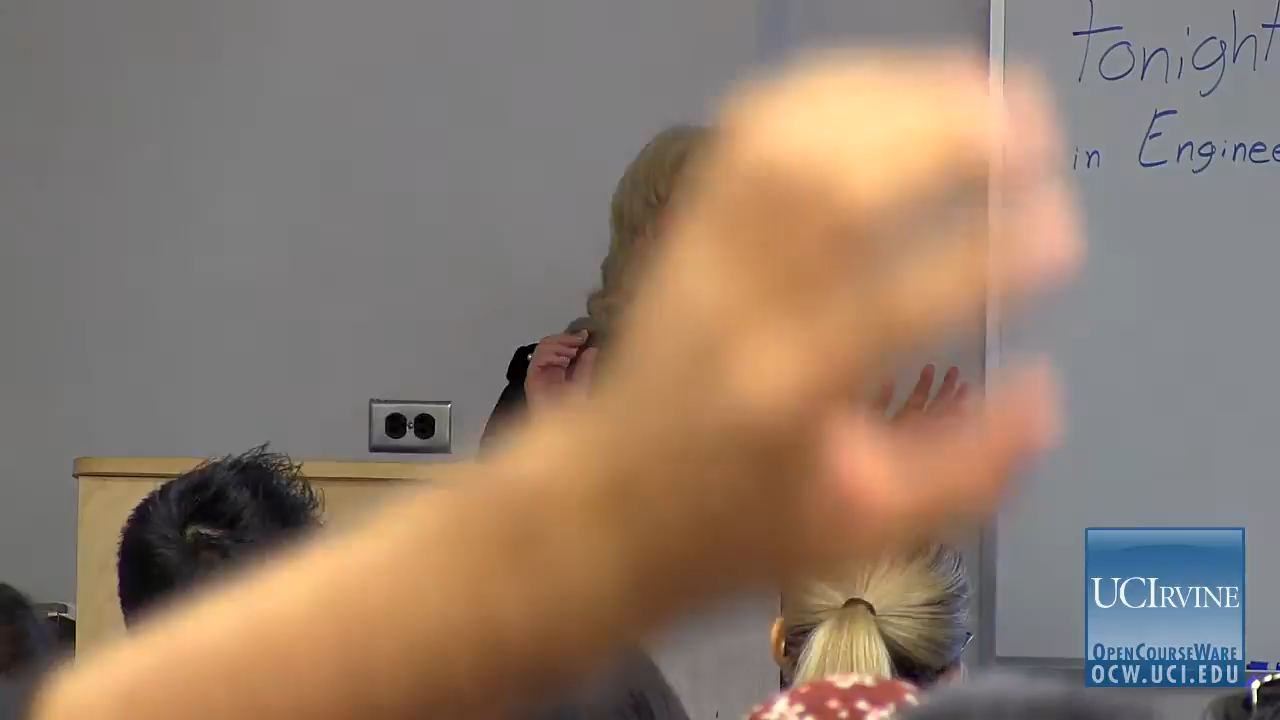 tonight
in Enginee
UCIRVINE
OPENCOURSEWARE
OCW.UCI.EDU